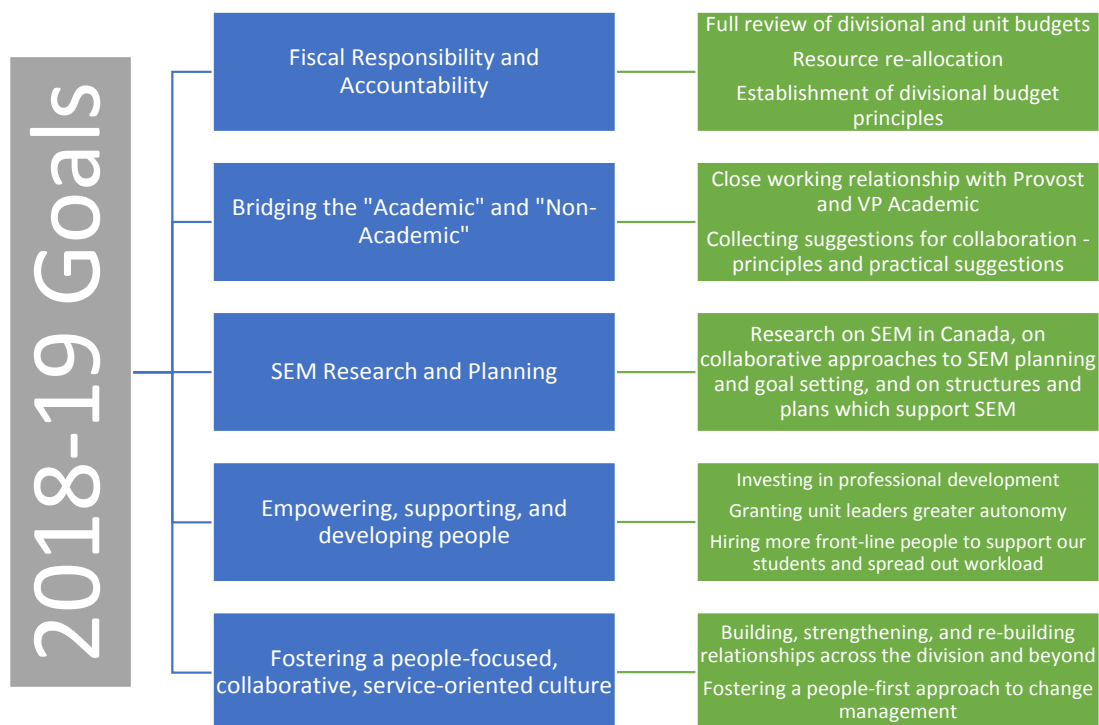 2018-19 Goals
Fiscal Responsibility and
Accountability
Full review of divisional and unit budgets
Resource re-allocation
Establishment of divisional budget
principles
Bridging the "Academic" and "Non-
Academic"
Close working relationship with Provost
and VP Academic
Collecting suggestions for collaboration -
principles and practical suggestions
SEM Research and Planning
Research on SEM in Canada, on
collaborative approaches to SEM planning
and goal setting, and on structures and
plans which support SEM
Empowering, supporting, and
developing people
Investing in professional development
Granting unit leaders greater autonomy
Hiring more front-line people to support our
students and spread out workload
Fostering a people-focused,
collaborative, service-oriented culture
Building, strengthening, and re-building
relationships across the division and beyond
Fostering a people-first approach to change
management